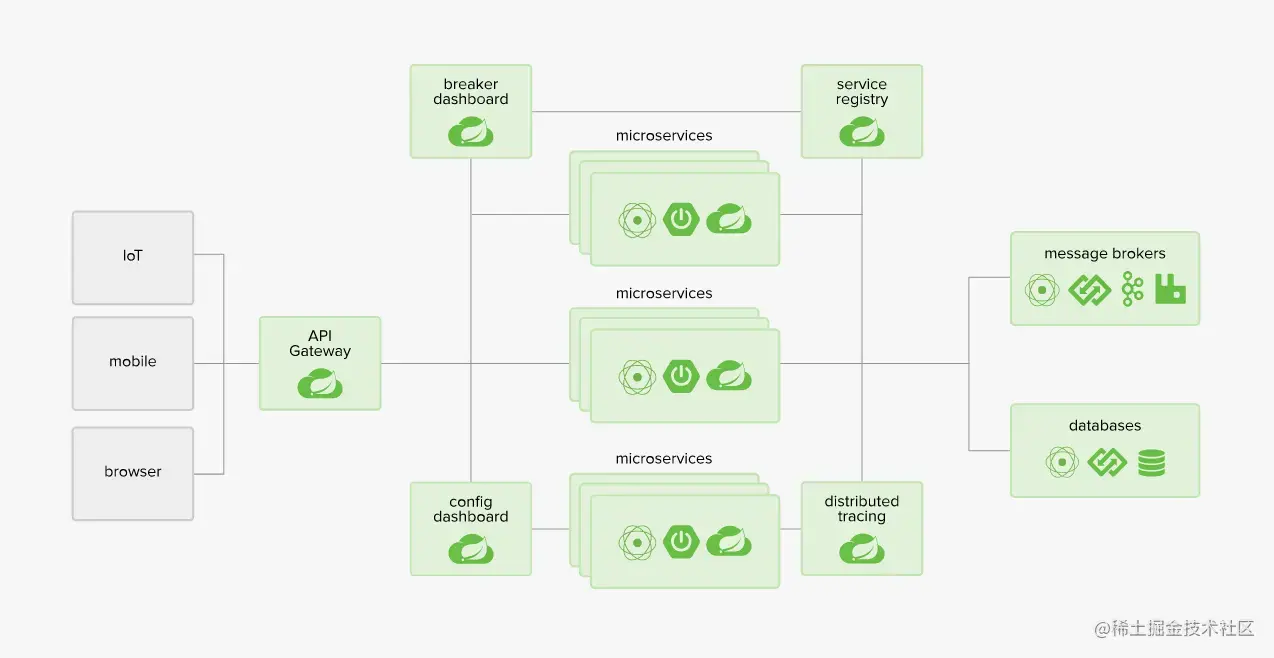 breaker
dashboard
service
registry
microservices
IoT
mobile
browser
API
Gateway
microservices
message brokers
databases
microservices
config
dashboard
distributed
tracing
@稀土掘金技术社区